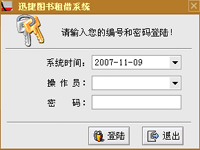 迅捷图书租借系统
请输入您的编号和密码登陆！
系统时间： 2007-11-09
操 作 员：
密    码：
登陆 退出